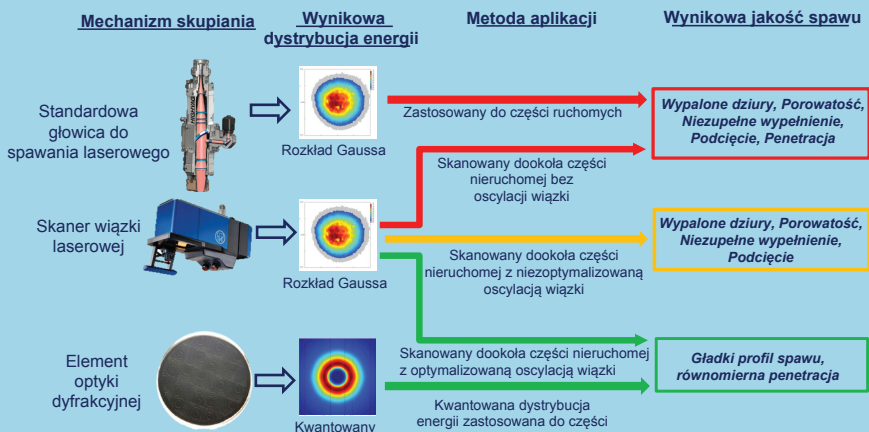 Mechanizm skupiania
Wynikowa
dystrybucja energii
Metoda aplikacji
Wynikowa jakość spawu
Standardowa
głowica do
spawania laserowego
HIGHYAG
Rozkład Gaussa
Zastosowany do części ruchomych
Wypalone dziury, Porowatość,
Niezupełne wypełnienie,
Podcięcie, Penetracja
Skanowany dookoła części
nieruchomej bez
oscylacji wiązki
Skaner wiązki
laserowej
Rozkład Gaussa
Skanowany dookoła części
nieruchomej z niezoptymalizowaną
oscylacją wiązki
Wypalone dziury, Porowatość,
Niezupełne wypełnienie,
Podcięcie
Element
optyki
dyfrakcyjnej
Kwantowany
Skanowany dookoła części nieruchomej
z optymalizowaną oscylacją wiązki
Kwantowana dystrybucja
energii zastosowana do części
Gładki profil spawu,
równomierna penetracja